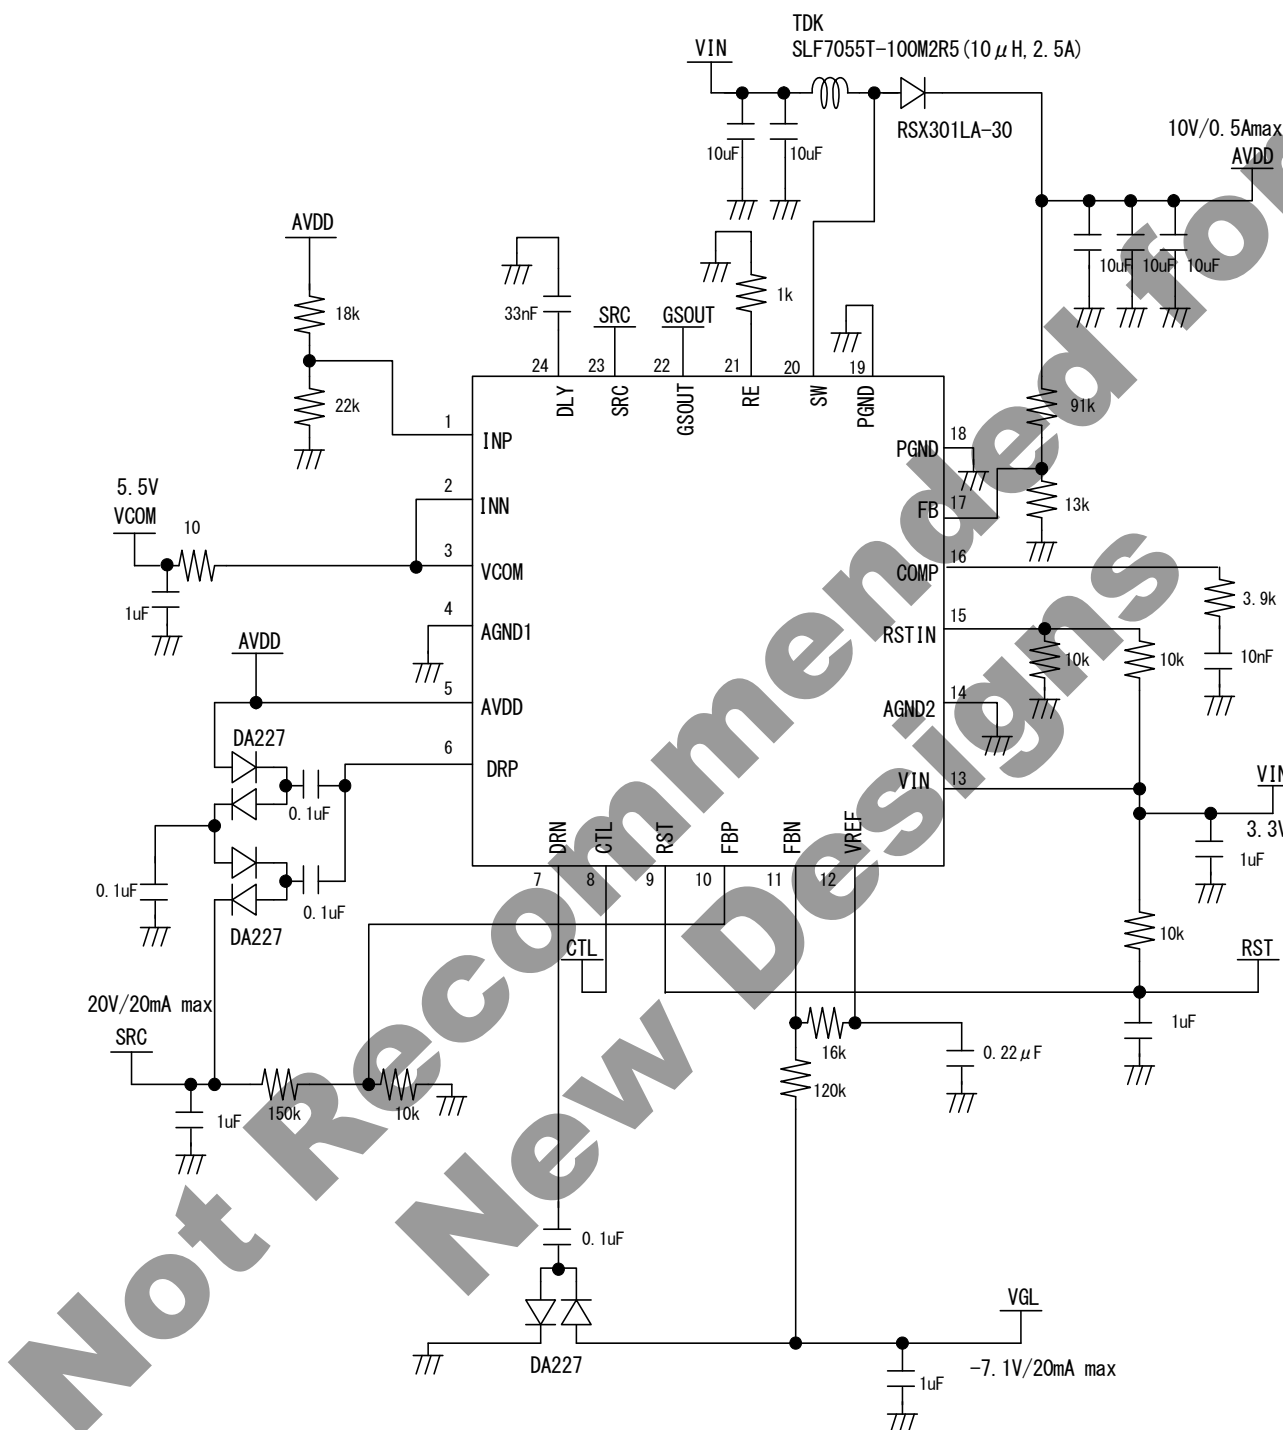 TDK
VIN
SLF7055T-100M2R5(10μH, 2.5A)
RSX301LA-30
10uF
10uF
10V/0.5Amax
AVDD
10uF
10uF
10uF
AVDD
18k
22k
33nF
SRC
GSOUT
1k
24
23
22
21
20
19
DLY
SRC
GSOUT
RE
SW
PGND
91k
1
INP
PGND
18
5.5V
VCOM
10
2
INN
FB
17
13k
3
VCOM
COMP
16
1uF
4
AGND1
RSTIN
15
3.9k
10k
10k
10nF
AVDD
5
AVDD
AGND2
14
DA227
6
DRP
VIN
13
VIN
3.3V
0.1uF
1uF
DRN
CTL
RST
FBP
FBN
VREF
7
8
9
10
11
12
0.1uF
0.1uF
DA227
CTL
10k
RST
20V/20mA max
SRC
1uF
16k
0.22μF
120k
1uF
150k
10k
0.1uF
VGL
DA227
-7.1V/20mA max
1uF
Not Recommended for
New Designs